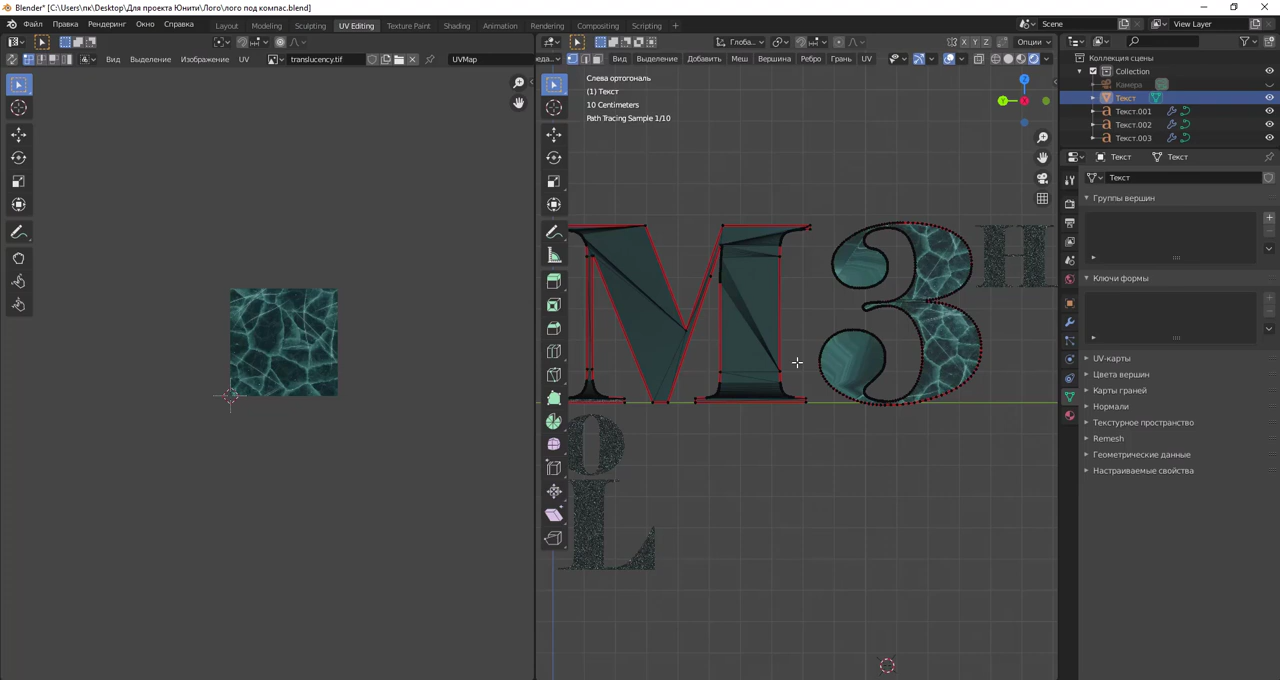 Blender* [C:\Users\пк\Desktop\Для проекта Юнити\Лого\лого под компас.blend]
Файл Правка Рендеринг Окно Справка Layout Modeling Sculpting UV Editing Texture Paint Shading Animation Rendering Compositing Scripting + Scene View Layer
Глоба... X Y Z Опции
Вид Выделение Изображение UV translucency.tif UVMap
Вид Выделение Добавить Меш Вершина Ребро Грань UV
Коллекция сцены
Collection
Камера
Текст
Текст.001
Текст.002
Текст.003
Слева ортогональ
(1) Текст
10 Centimeters
Path Tracing Sample 1/10
Z
Y X
М З Н
О
L
Текст Текст
Текст
Группы вершин
Ключи формы
UV-карты
Цвета вершин
Карты граней
Нормали
Текстурное пространство
Remesh
Геометрические данные
Настраиваемые свойства